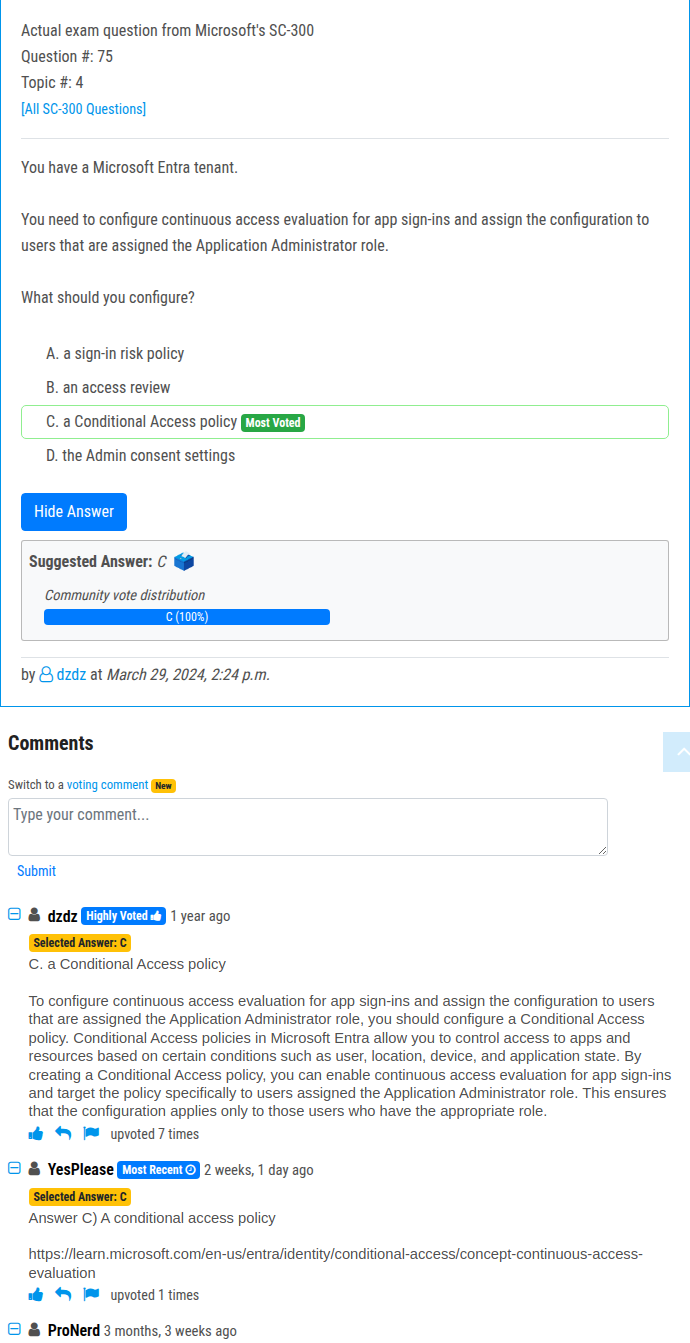 Actual exam question from Microsoft's SC-300
Question #: 75
Topic #: 4
[All SC-300 Questions]
You have a Microsoft Entra tenant.
You need to configure continuous access evaluation for app sign-ins and assign the configuration to
users that are assigned the Application Administrator role.
What should you configure?
A. a sign-in risk policy
B. an access review
C. a Conditional Access policy Most Voted
D. the Admin consent settings
Hide Answer
Suggested Answer: C
Community vote distribution
C (100%)
by dzdz at March 29, 2024, 2:24 p.m.
Comments
Switch to a voting comment New
Type your comment...
Submit
dzdz Highly Voted 1 year ago
Selected Answer: C
C. a Conditional Access policy
To configure continuous access evaluation for app sign-ins and assign the configuration to users
that are assigned the Application Administrator role, you should configure a Conditional Access
policy. Conditional Access policies in Microsoft Entra allow you to control access to apps and
resources based on certain conditions such as user, location, device, and application state. By
creating a Conditional Access policy, you can enable continuous access evaluation for app sign-ins
and target the policy specifically to users assigned the Application Administrator role. This ensures
that the configuration applies only to those users who have the appropriate role.
upvoted 7 times
YesPlease Most Recent 2 weeks, 1 day ago
Selected Answer: C
Answer C) A conditional access policy
https://learn.microsoft.com/en-us/entra/identity/conditional-access/concept-continuous-access-
evaluation
upvoted 1 times
ProNerd 3 months, 3 weeks ago